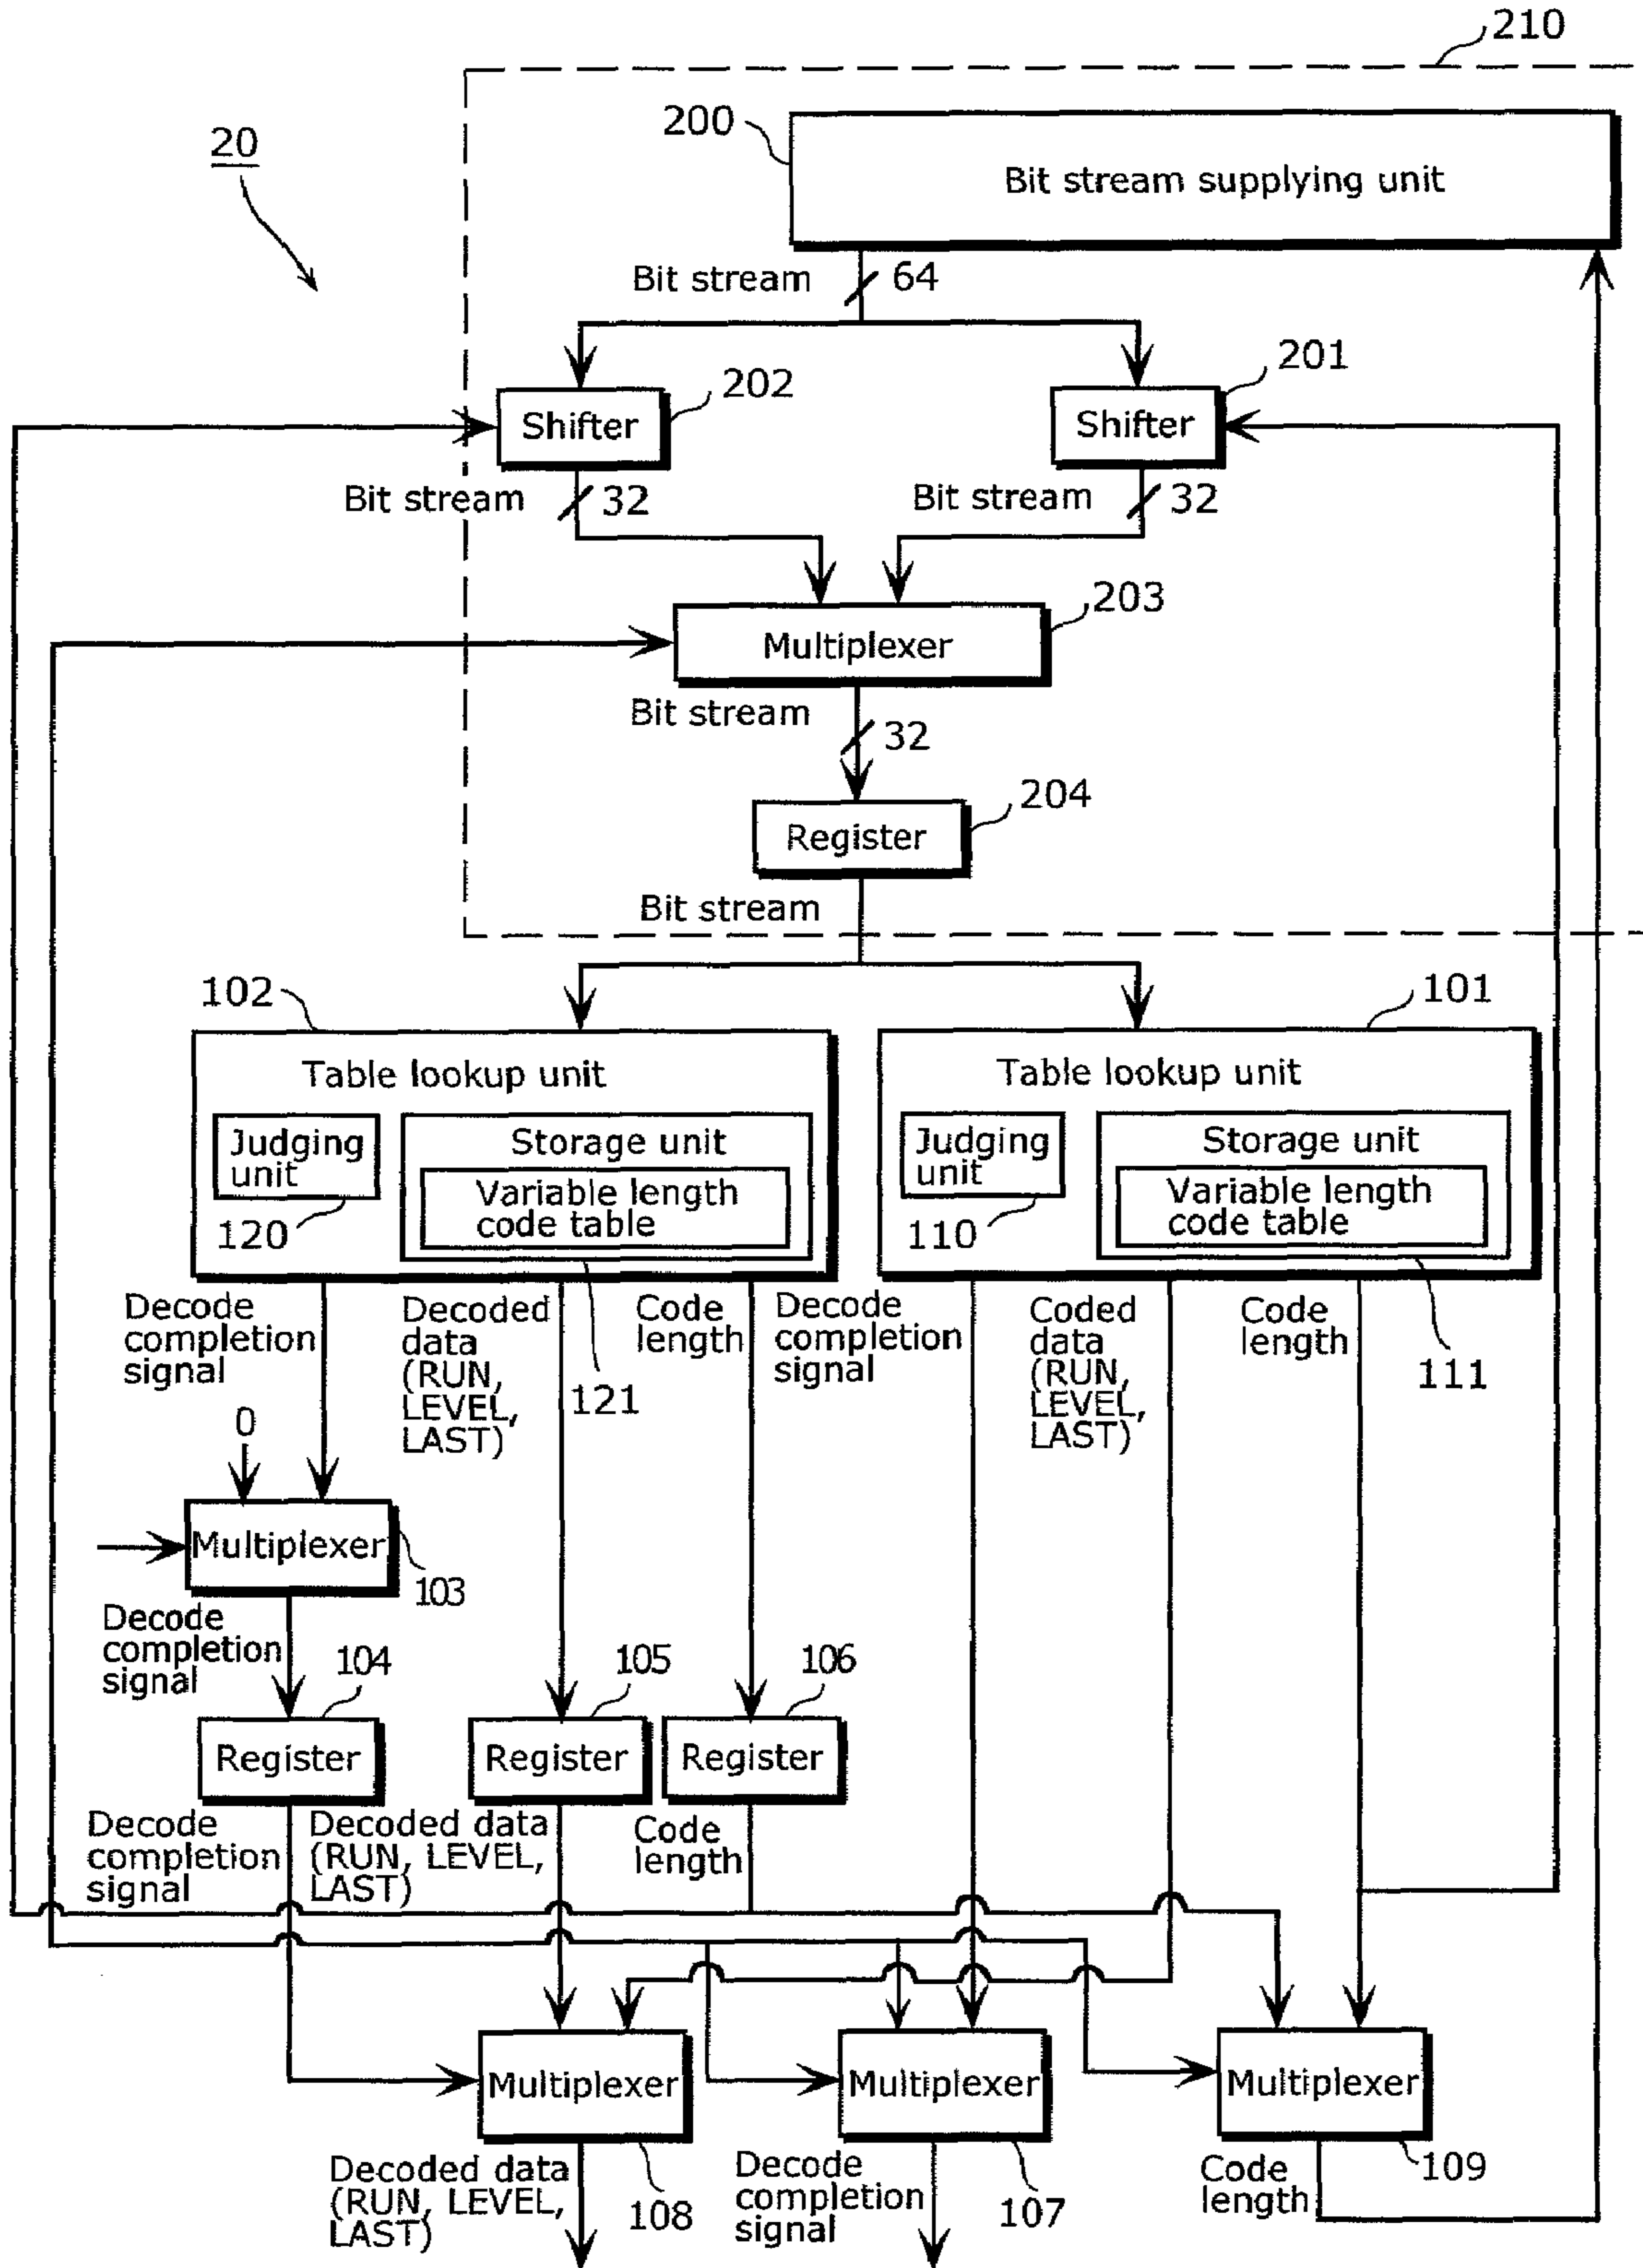 210
200
20
Bit stream supplying unit
Bit stream
64
202
201
Shifter
Shifter
Bit stream
32
Bit stream
32
203
Multiplexer
Bit stream
32
204
Register
Bit stream
102
101
Table lookup unit
Table lookup unit
Judging
unit
Storage unit
Variable length
code table
120
121
Judging
unit
Storage unit
Variable length
code table
110
111
Decode
completion
signal
Decoded
data
(RUN,
LEVEL,
LAST)
Code
length
Decode
completion
signal
Coded
data
(RUN,
LEVEL,
LAST)
Code
length
0
Multiplexer
103
Decode
completion
signal
104
105
106
Register
Register
Register
Decode
completion
signal
Decoded data
(RUN, LEVEL,
LAST)
Code
length
Multiplexer
Multiplexer
Multiplexer
Decoded data
(RUN, LEVEL,
LAST)
108
Decode
completion
signal
107
Code
length
109